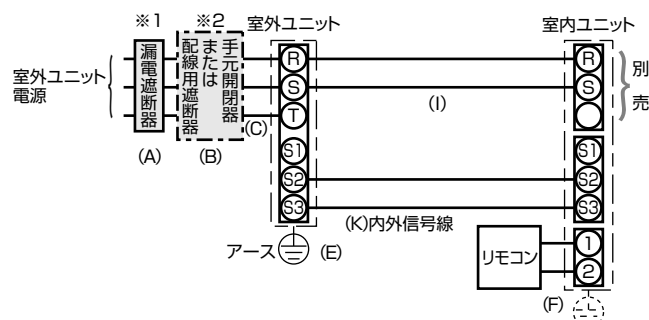 ※1
※2
室外ユニット
室内ユニット
室外ユニット
電源
漏電遮断器
手元開閉器
または
配線用遮断器
(A)
(B)
(C)
R
S
T
S1
S2
S3
(I)
(K)内外信号線
R
S
S1
S2
S3
1
2
別売
アース
(E)
リモコン
(F)